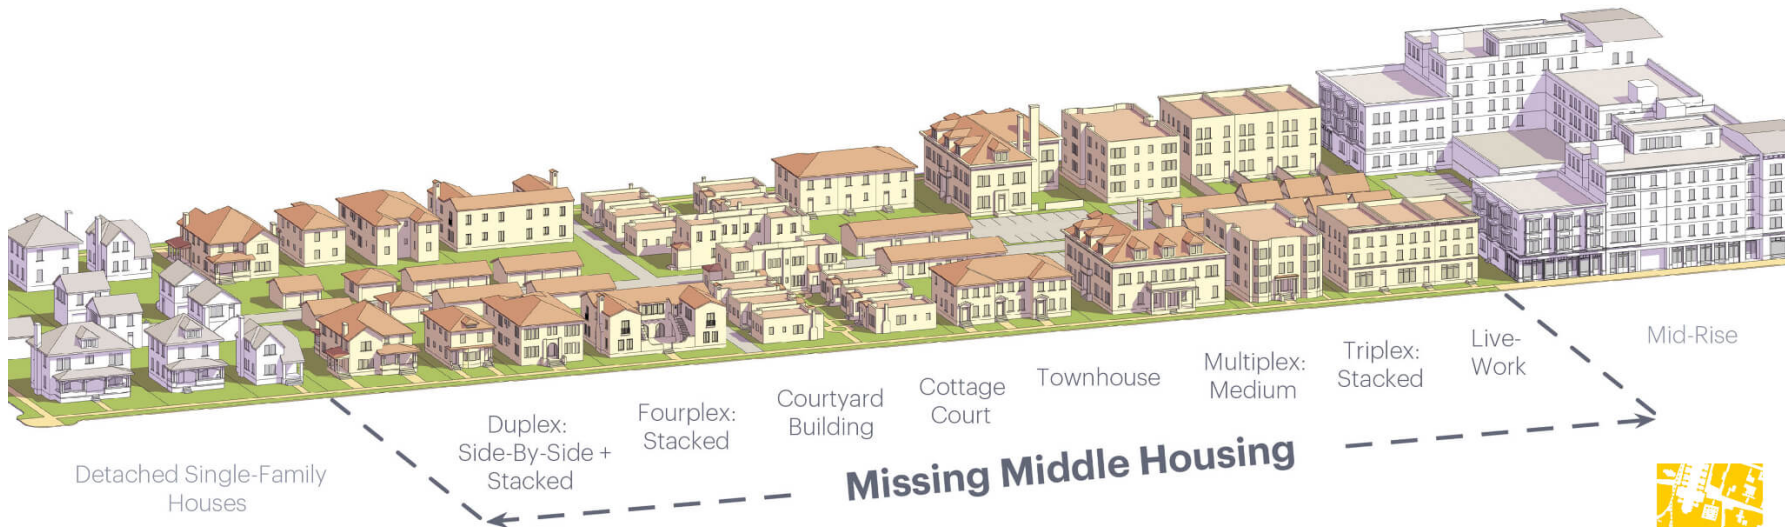 Detached Single-Family
Houses
Duplex:
Side-By-Side +
Stacked
Fourplex:
Stacked
Courtyard
Building
Cottage
Court
Townhouse
Multiplex:
Medium
Triplex:
Stacked
Live-
Work
Mid-Rise
Missing Middle Housing